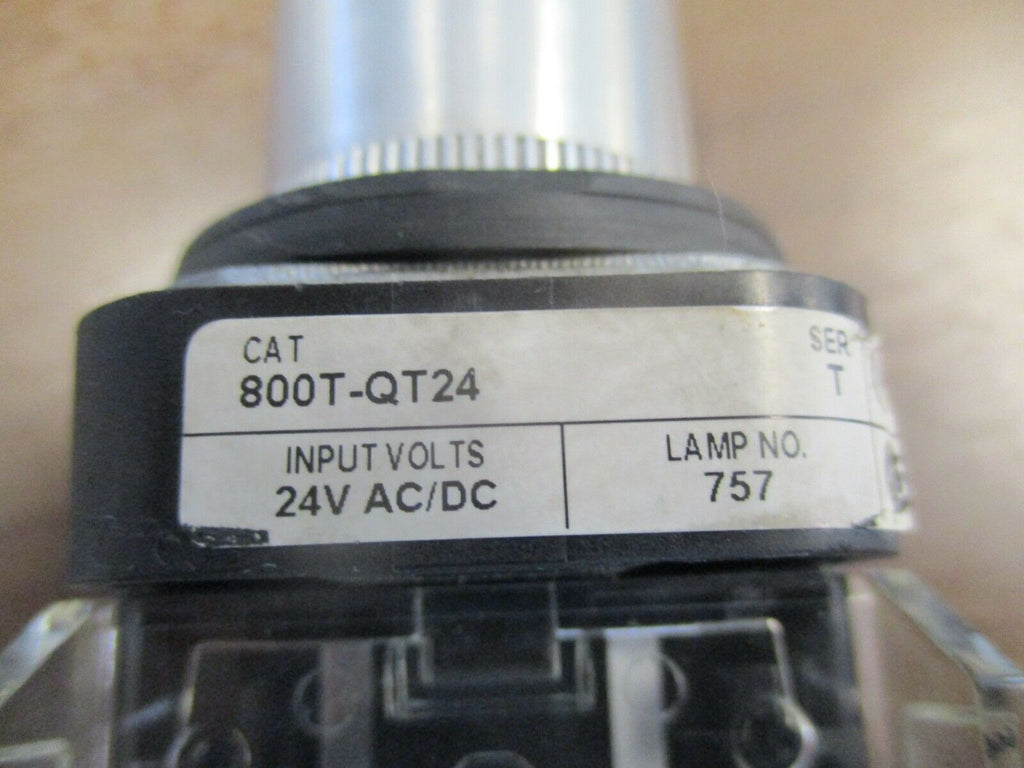 CAT
800T-QT24
SER
T
INPUT VOLTS
24V AC/DC
LAMP NO.
757